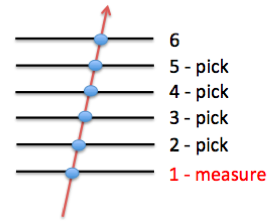 6
5 - pick
4 - pick
3 - pick
2 - pick
1 - measure